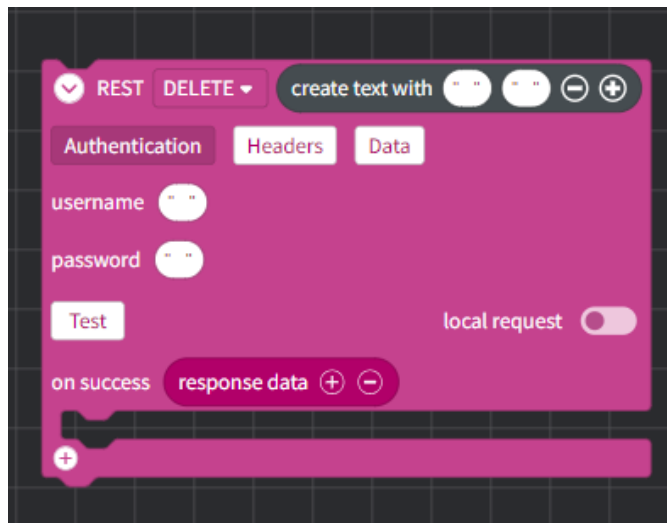 REST DELETE create text with " " " "
Authentication Headers Data
username " "
password " "
Test local request
on success response data